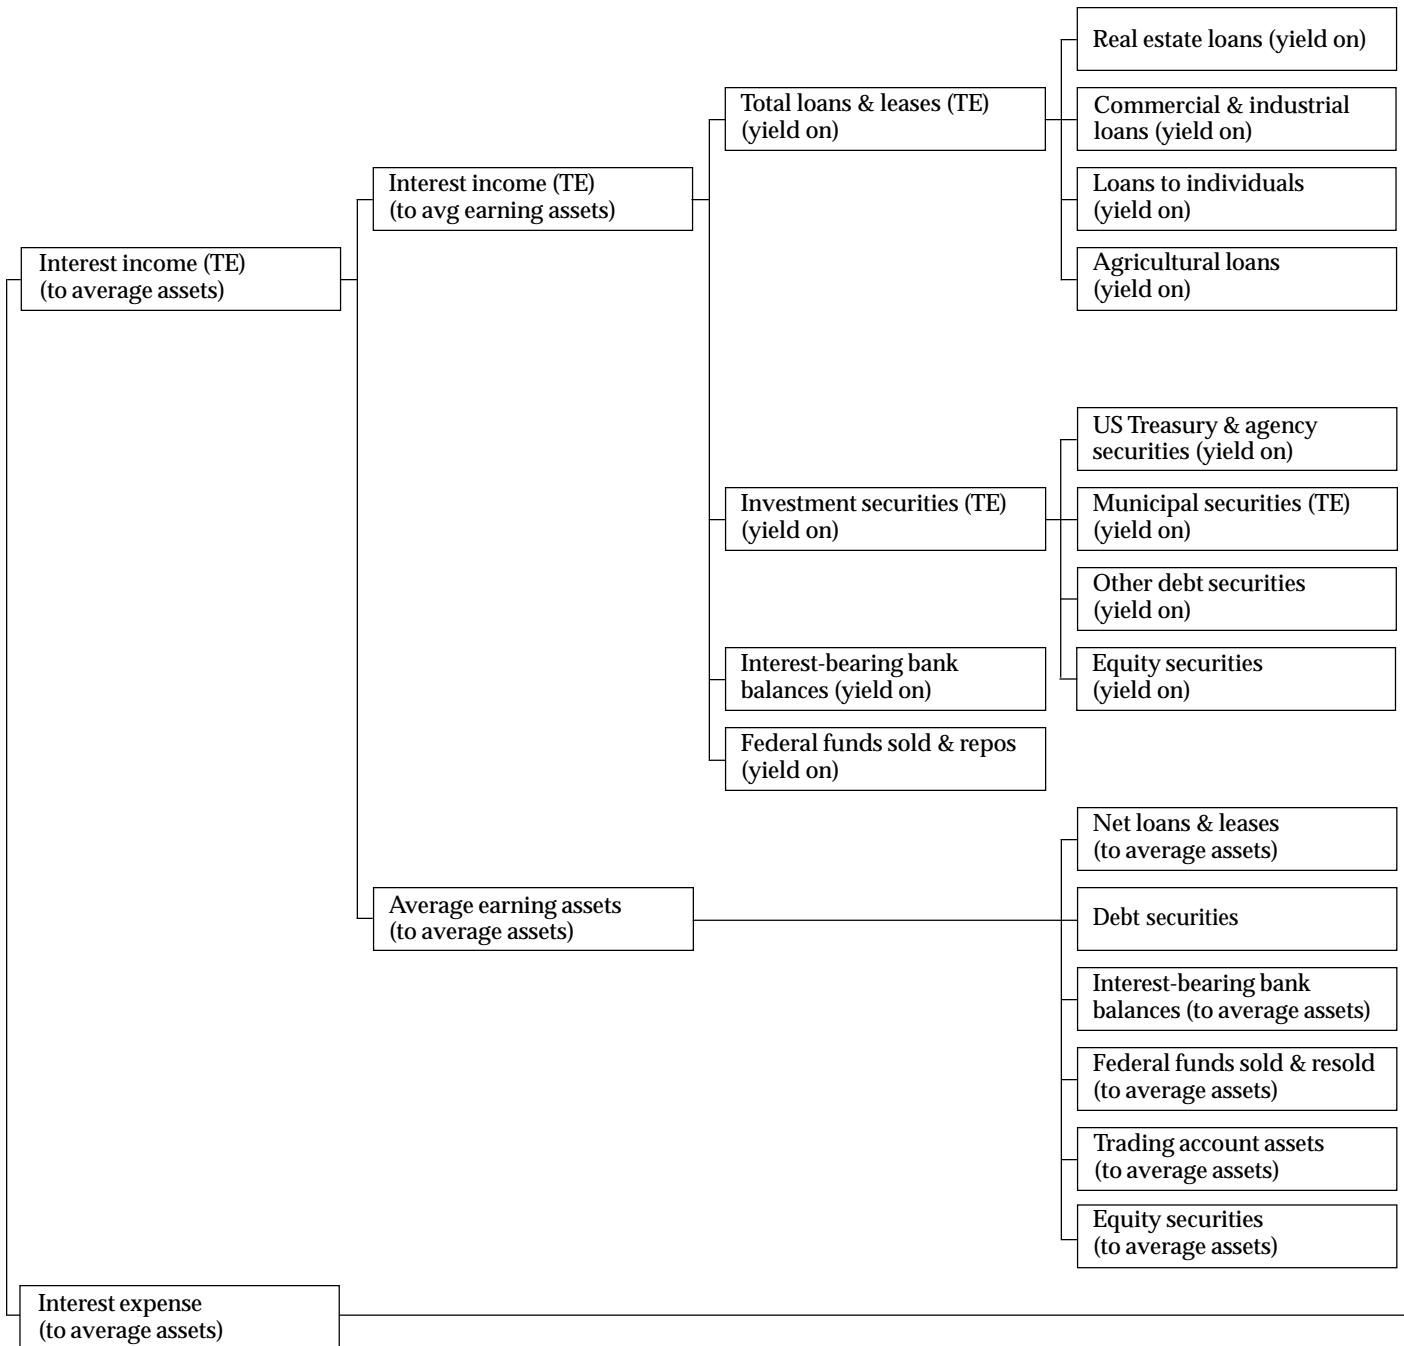 Real estate loans (yield on)
Total loans & leases (TE)
(yield on)
Commercial & industrial
loans (yield on)
Interest income (TE)
(to avg earning assets)
Loans to individuals
(yield on)
Interest income (TE)
(to average assets)
Agricultural loans
(yield on)
US Treasury & agency
securities (yield on)
Investment securities (TE)
(yield on)
Municipal securities (TE)
(yield on)
Other debt securities
(yield on)
Interest-bearing bank
balances (yield on)
Equity securities
(yield on)
Federal funds sold & repos
(yield on)
Net loans & leases
(to average assets)
Average earning assets
(to average assets)
Debt securities
Interest-bearing bank
balances (to average assets)
Federal funds sold & resold
(to average assets)
Trading account assets
(to average assets)
Equity securities
(to average assets)
Interest expense
(to average assets)